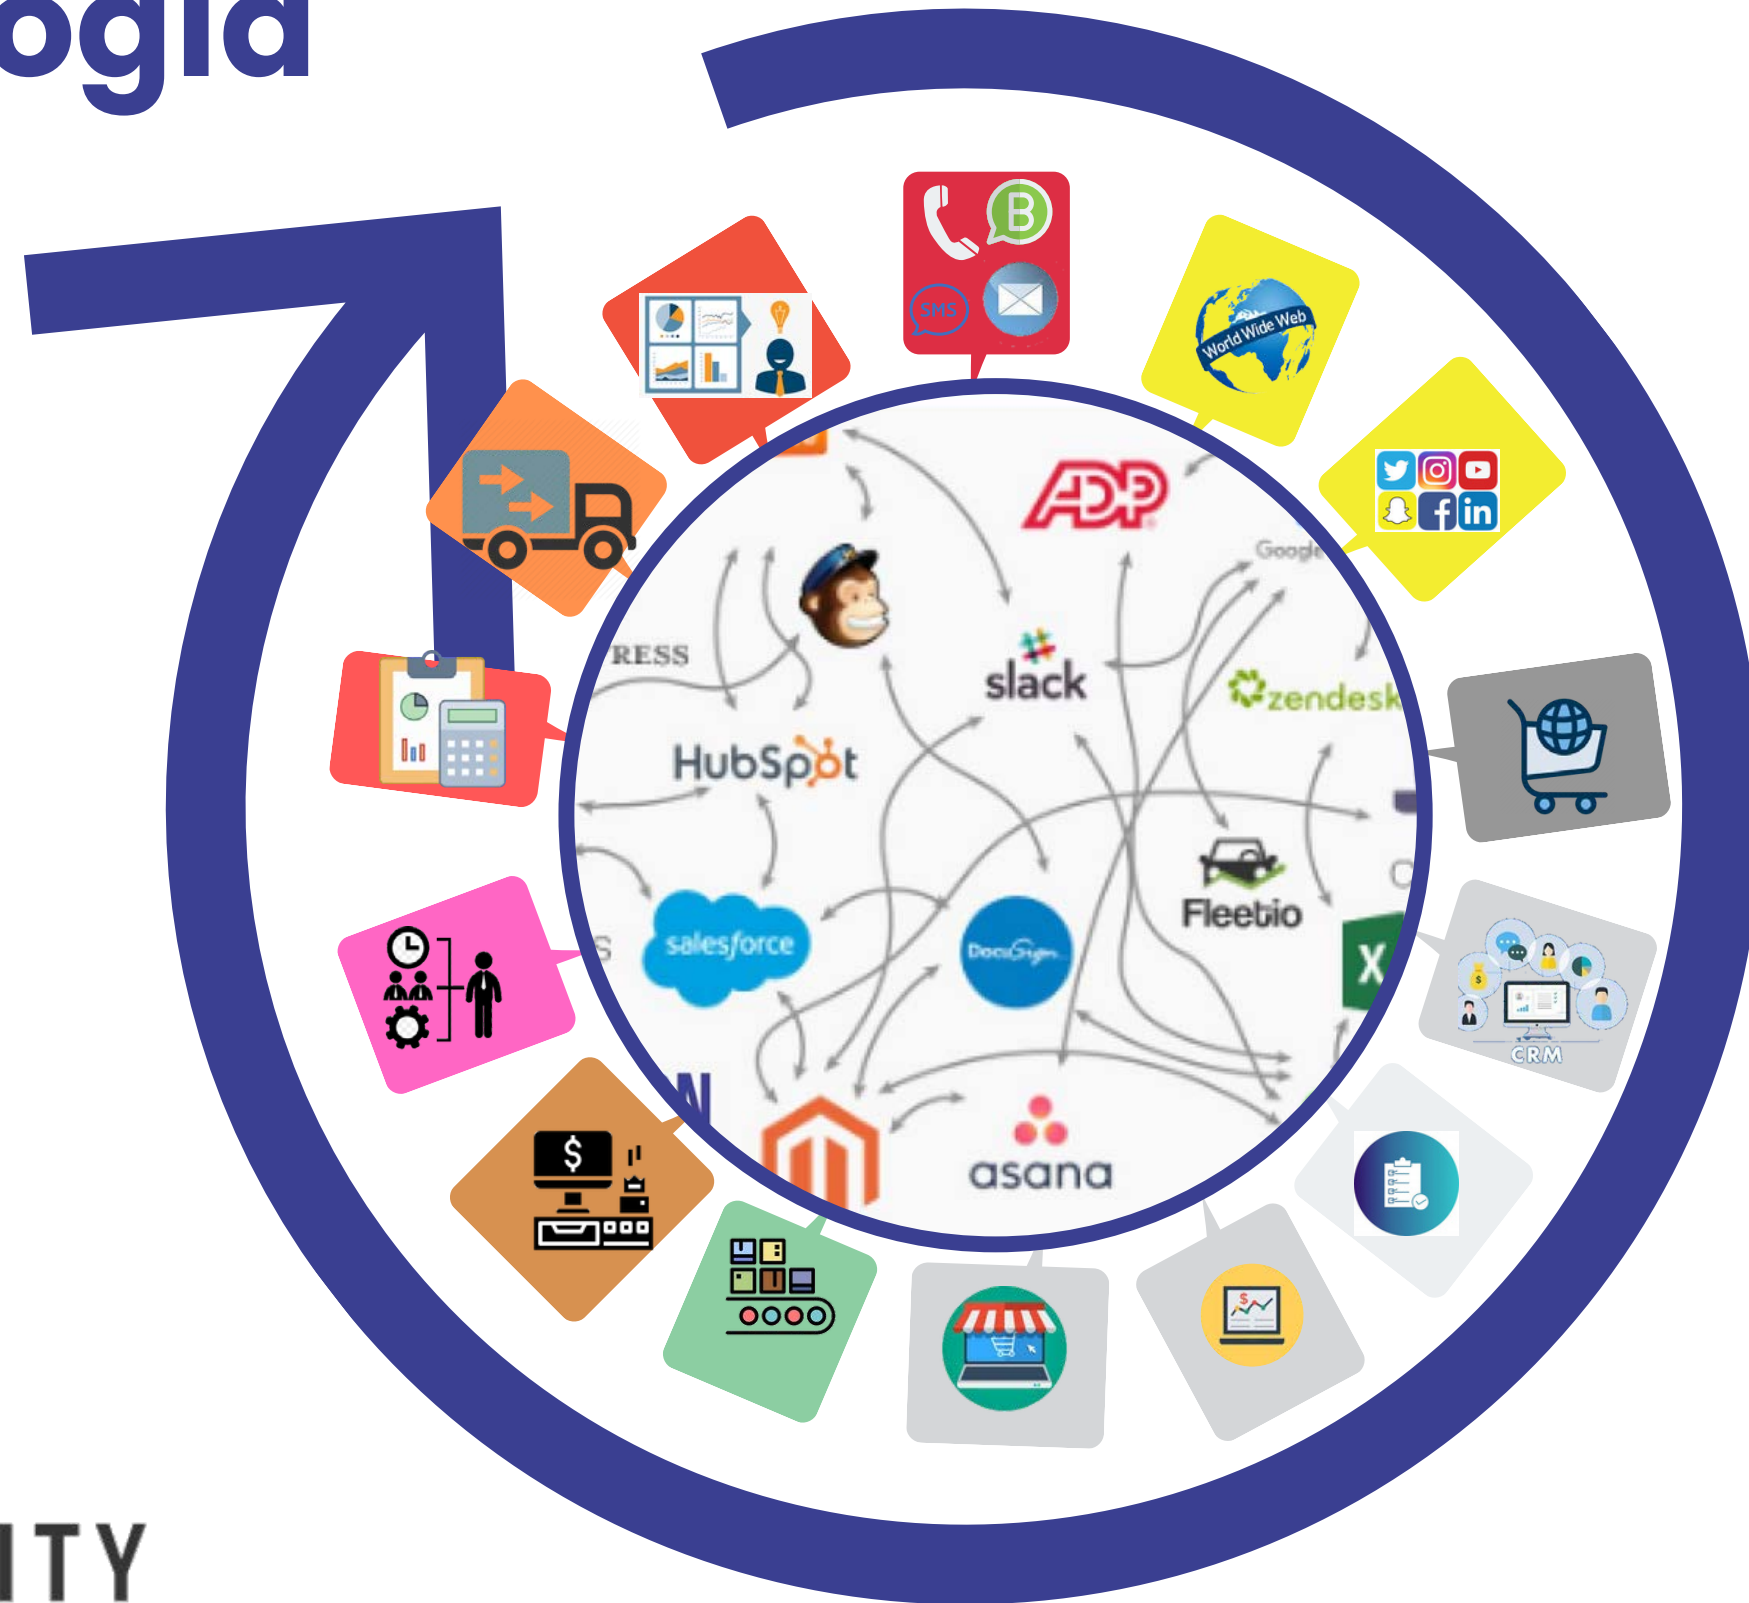 ogia
B
SMS
World Wide Web
ADP
Google
RESS
slack
zendesk
HubSpot
Fleetio
salesforce
DocuSign
X
S
CRM
N
$
asana
$
ITY